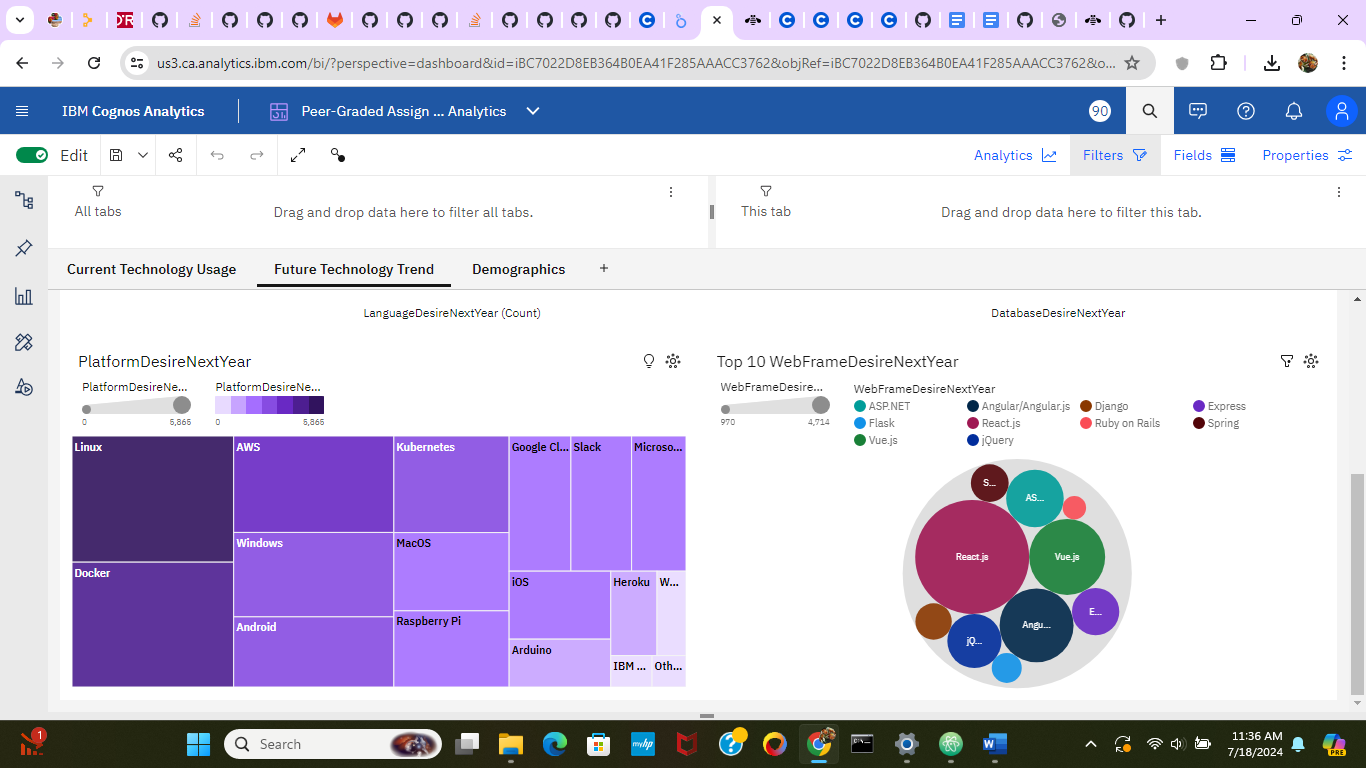 us3.ca.analytics.ibm.com/bi/?perspective=dashboard&id=iBC7022D8EB364B0EA41F285AAACC3762&objRef=iBC7022D8EB364B0EA41F285AAACC3762&o...
IBM Cognos Analytics
Peer-Graded Assign ... Analytics
90
Edit
Analytics
Filters
Fields
Properties
All tabs
Drag and drop data here to filter all tabs.
This tab
Drag and drop data here to filter this tab.
Current Technology Usage
Future Technology Trend
Demographics
LanguageDesireNextYear (Count)
DatabaseDesireNextYear
PlatformDesireNextYear
PlatformDesireNe...
0
5,865
PlatformDesireNe...
0
5,865
Linux
Docker
AWS
Windows
Android
Kubernetes
MacOS
Raspberry Pi
Google Cl...
Slack
Microso...
iOS
Arduino
Heroku
W...
IBM ...
Oth...
Top 10 WebFrameDesireNextYear
WebFrameDesire...
970
4,714
WebFrameDesireNextYear
ASP.NET
Angular/Angular.js
Django
Express
Flask
React.js
Ruby on Rails
Spring
Vue.js
jQuery
S...
AS...
React.js
Vue.js
E...
Angu...
jQ...
1
Search
myhp
11:36 AM
7/18/2024
PRE